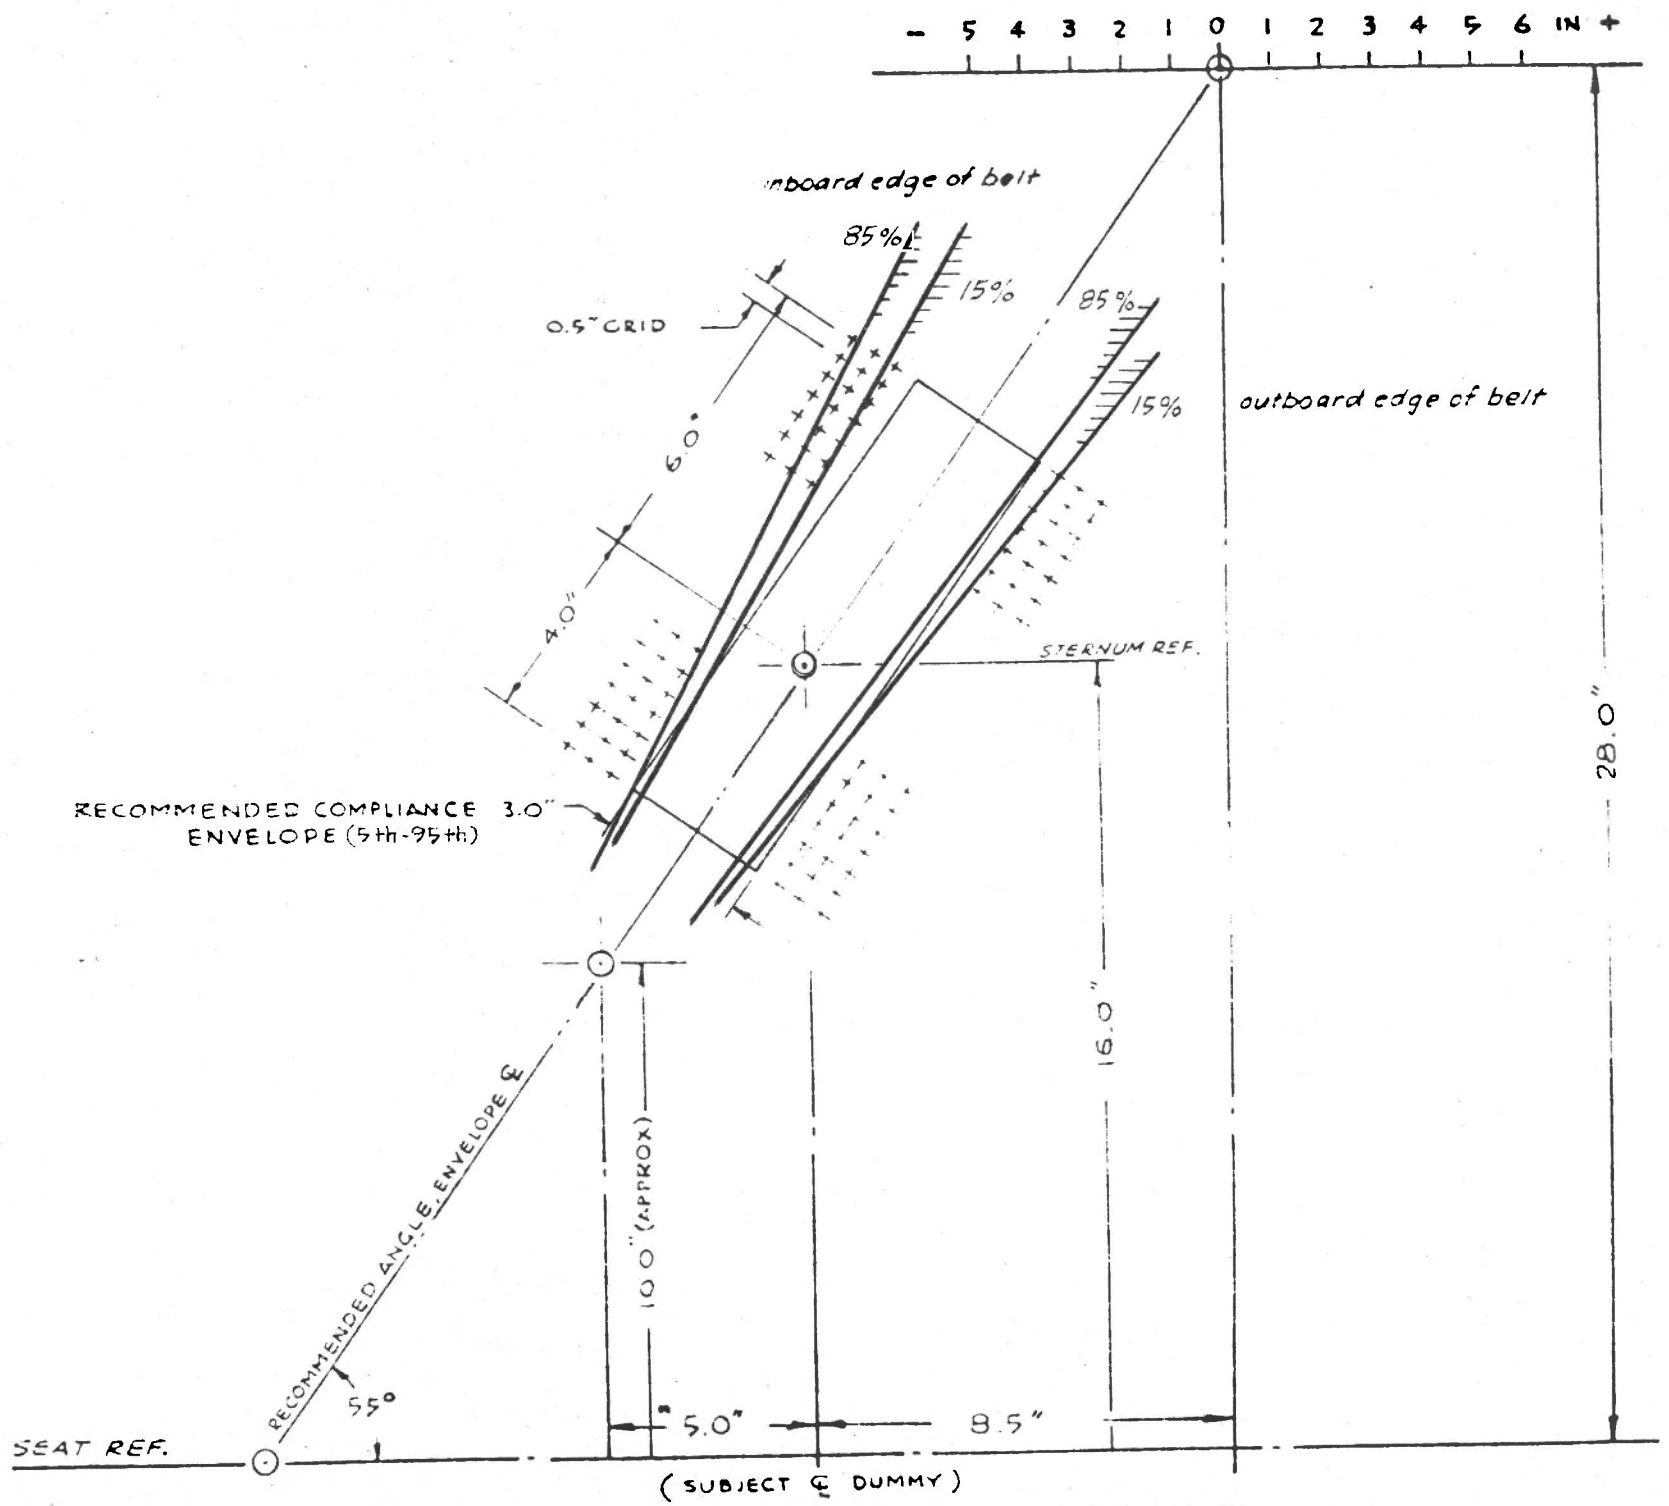 - 5 4 3 2 1 0 1 2 3 4 5 6 IN +
inboard edge of belt
85%
15%
85%
0.5" GRID
15%
outboard edge of belt
6.0"
4.0"
STERNUM REF.
28.0"
RECOMMENDED COMPLIANCE 3.0"
ENVELOPE (5th-95th)
16.0"
RECOMMENDED ANGLE, ENVELOPE ℄
10.0" (APPROX)
55°
5.0"
8.5"
SEAT REF.
(SUBJECT ℄ DUMMY)